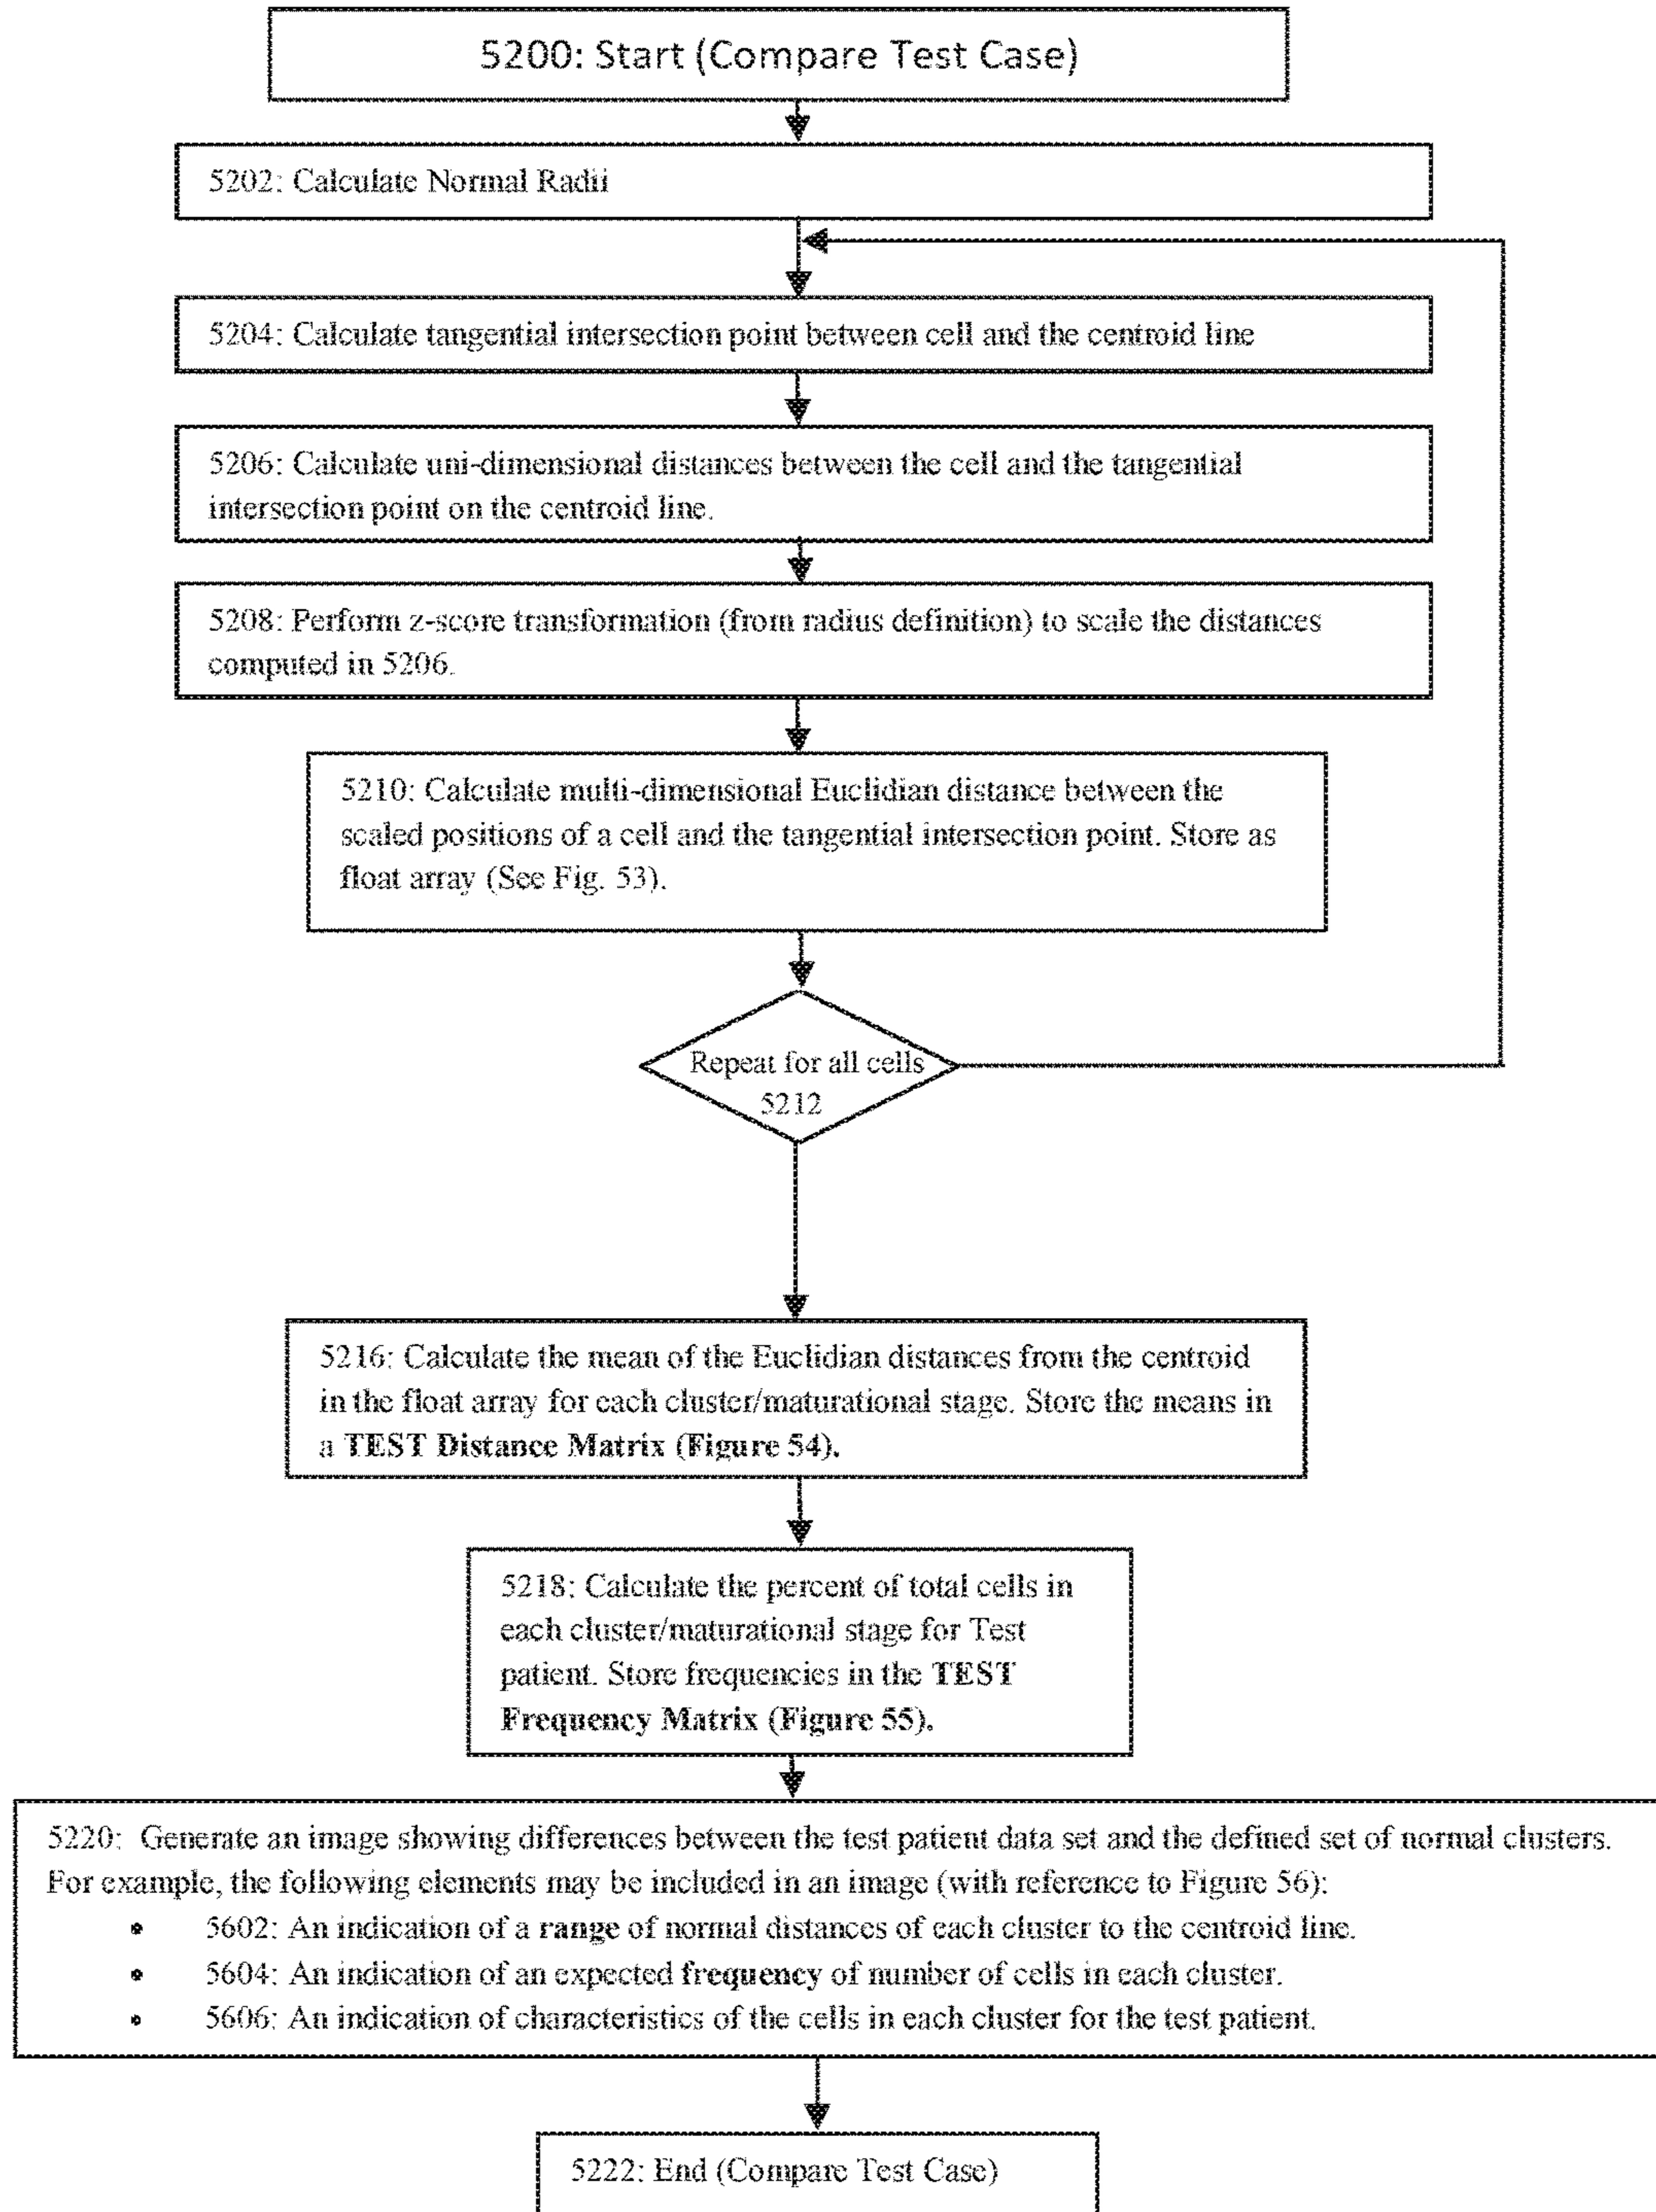 5200: Start (Compare Test Case)
5202: Calculate Normal Radii
5204: Calculate tangential intersection point between cell and the centroid line
5206: Calculate uni-dimensional distances between the cell and the tangential
intersection point on the centroid line.
5208: Perform z-score transformation (from radius definition) to scale the distances
computed in 5206.
5210: Calculate multi-dimensional Euclidian distance between the
scaled positions of a cell and the tangential intersection point. Store as
float array (See Fig. 53).
Repeat for all cells
5212
5216: Calculate the mean of the Euclidian distances from the centroid
in the float array for each cluster/maturational stage. Store the means in
a TEST Distance Matrix (Figure 54).
5218: Calculate the percent of total cells in
each cluster/maturational stage for Test
patient. Store frequencies in the TEST
Frequency Matrix (Figure 55).
5220: Generate an image showing differences between the test patient data set and the defined set of normal clusters.
For example, the following elements may be included in an image (with reference to Figure 56):
• 5602: An indication of a range of normal distances of each cluster to the centroid line.
• 5604: An indication of an expected frequency of number of cells in each cluster.
• 5606: An indication of characteristics of the cells in each cluster for the test patient.
5222: End (Compare Test Case)